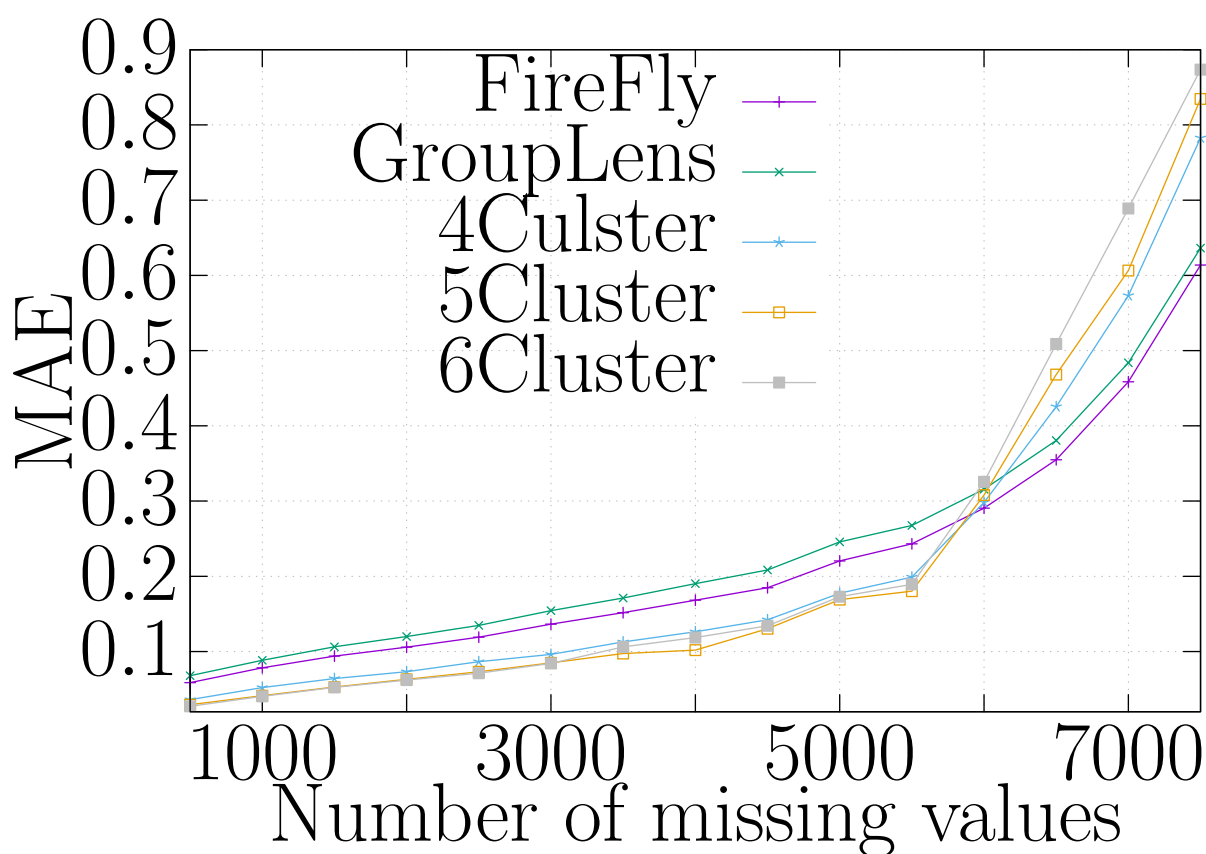 0.9
0.8
0.7
0.6
0.5
0.4
0.3
0.2
0.1
MAE
FireFly
GroupLens
4Culster
5Cluster
6Cluster
1000 3000 5000 7000
Number of missing values